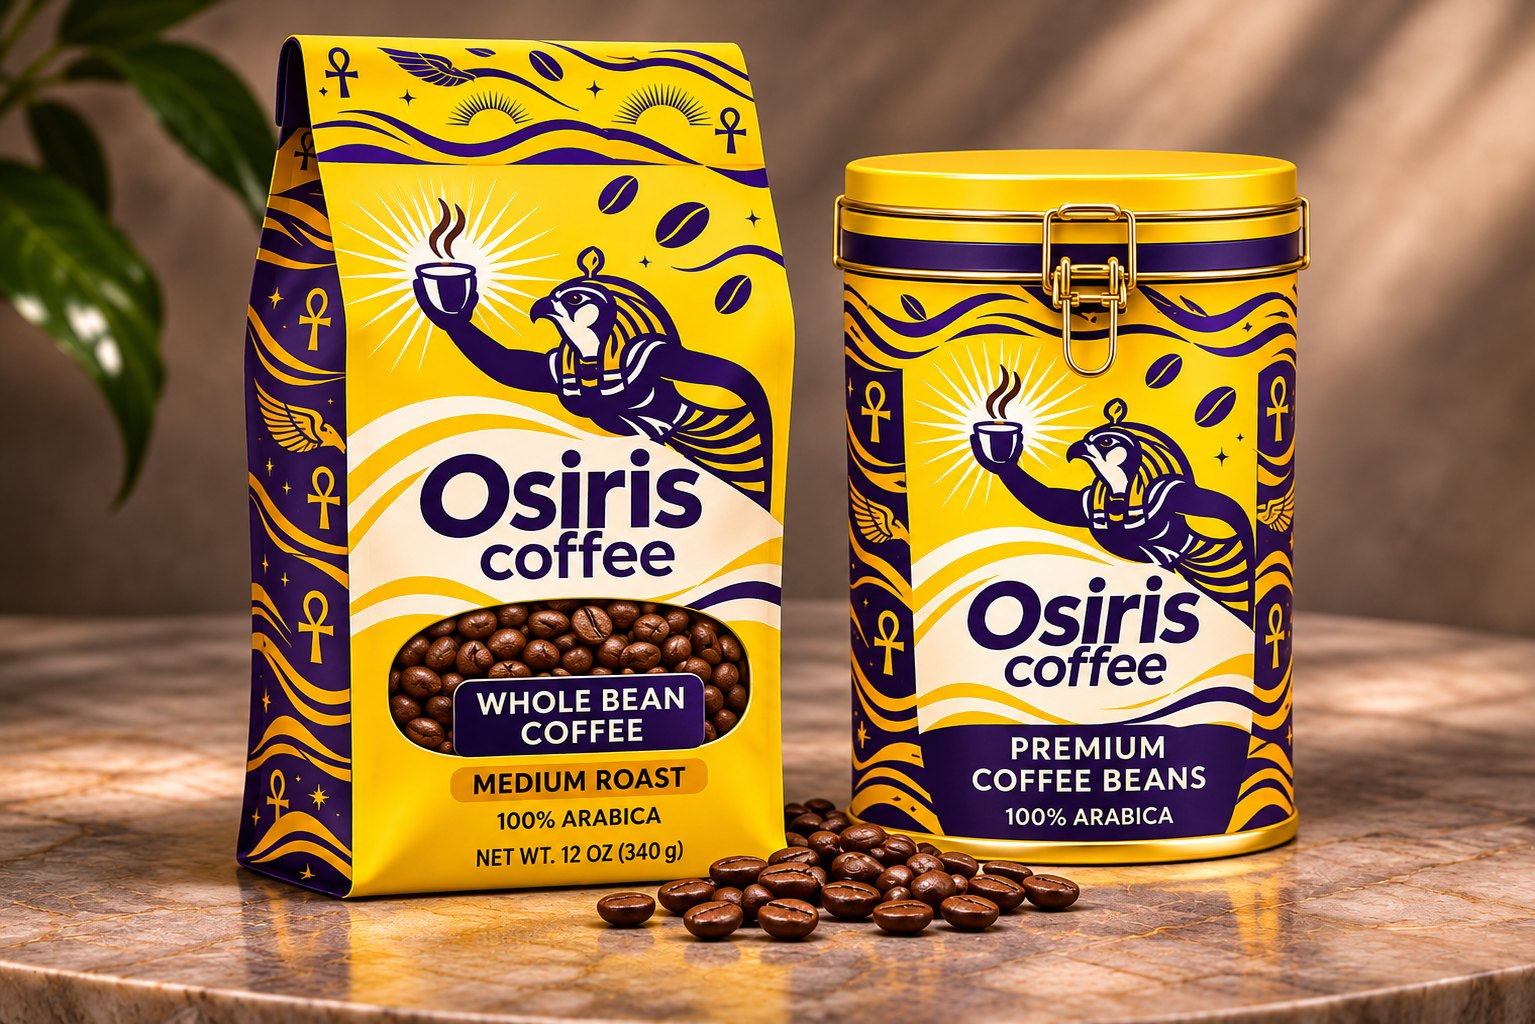 Osiris
coffee
WHOLE BEAN
COFFEE
MEDIUM ROAST
100% ARABICA
NET WT. 12 OZ (340 g)
Osiris
coffee
PREMIUM
COFFEE BEANS
100% ARABICA